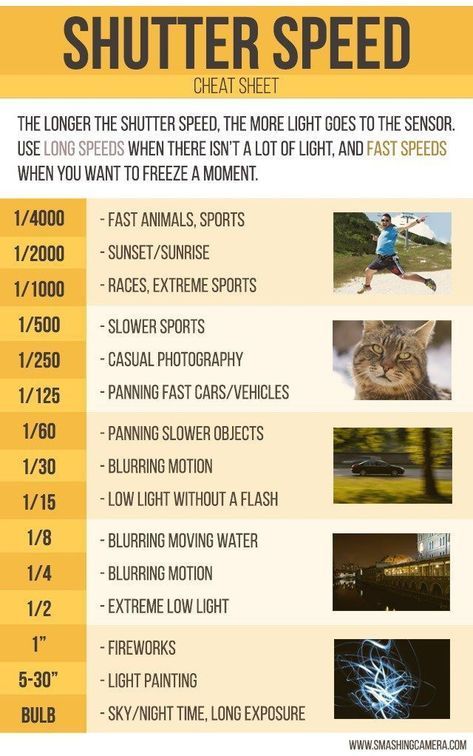 SHUTTER SPEED
CHEAT SHEET
THE LONGER THE SHUTTER SPEED, THE MORE LIGHT GOES TO THE SENSOR.
USE LONG SPEEDS WHEN THERE ISN'T A LOT OF LIGHT, AND FAST SPEEDS
WHEN YOU WANT TO FREEZE A MOMENT.
1/4000 - FAST ANIMALS, SPORTS
1/2000 - SUNSET/SUNRISE
1/1000 - RACES, EXTREME SPORTS
1/500 - SLOWER SPORTS
1/250 - CASUAL PHOTOGRAPHY
1/125 - PANNING FAST CARS/VEHICLES
1/60 - PANNING SLOWER OBJECTS
1/30 - BLURRING MOTION
1/15 - LOW LIGHT WITHOUT A FLASH
1/8 - BLURRING MOVING WATER
1/4 - BLURRING MOTION
1/2 - EXTREME LOW LIGHT
1" - FIREWORKS
5-30" - LIGHT PAINTING
BULB - SKY/NIGHT TIME, LONG EXPOSURE
WWW.SMASHINGCAMERA.COM